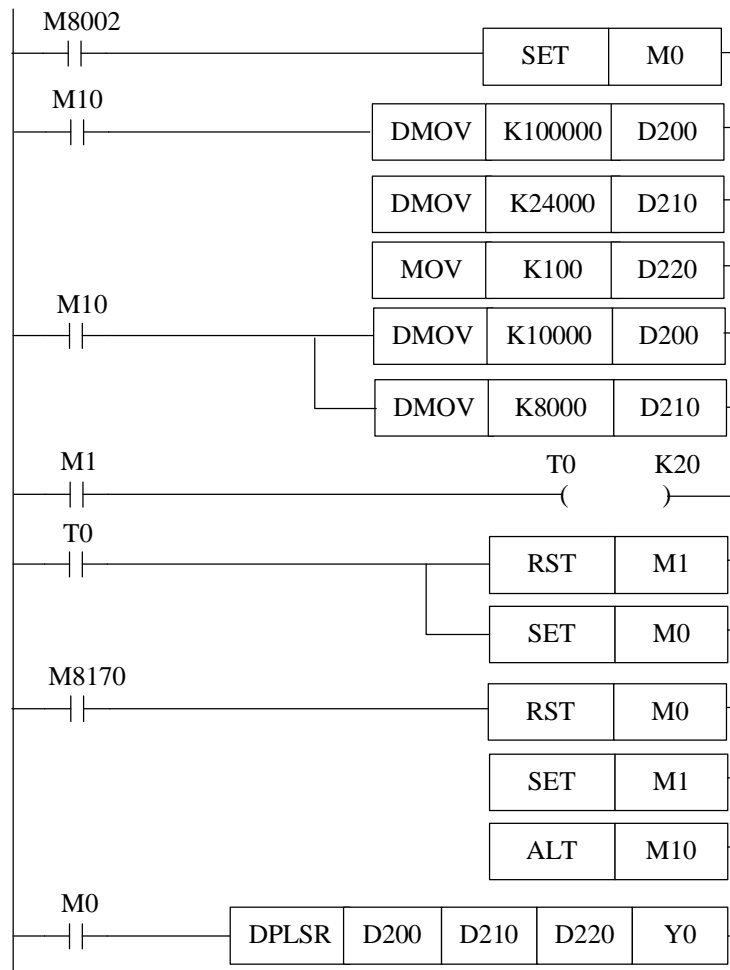 M8002
SET M0
M10
DMOV K100000 D200
DMOV K24000 D210
MOV K100 D220
M10
DMOV K10000 D200
DMOV K8000 D210
M1
T0 K20
( )
T0
RST M1
SET M0
M8170
RST M0
SET M1
ALT M10
M0
DPLSR D200 D210 D220 Y0